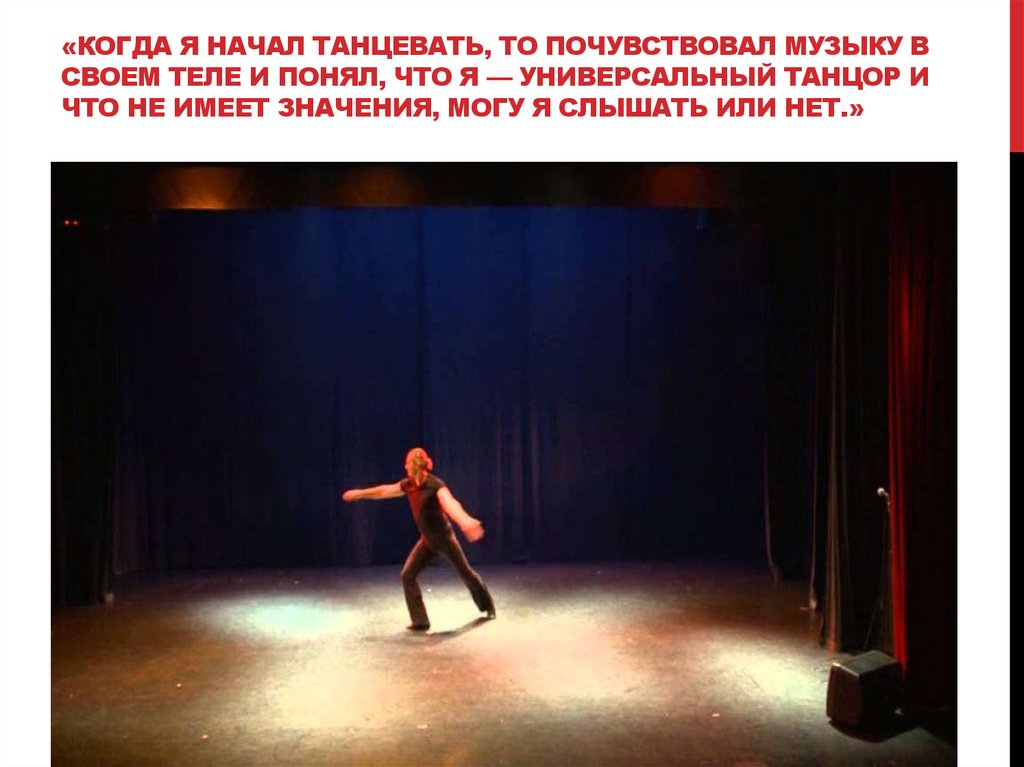 «КОГДА Я НАЧАЛ ТАНЦЕВАТЬ, ТО ПОЧУВСТВОВАЛ МУЗЫКУ В
СВОЕМ ТЕЛЕ И ПОНЯЛ, ЧТО Я — УНИВЕРСАЛЬНЫЙ ТАНЦОР И
ЧТО НЕ ИМЕЕТ ЗНАЧЕНИЯ, МОГУ Я СЛЫШАТЬ ИЛИ НЕТ.»